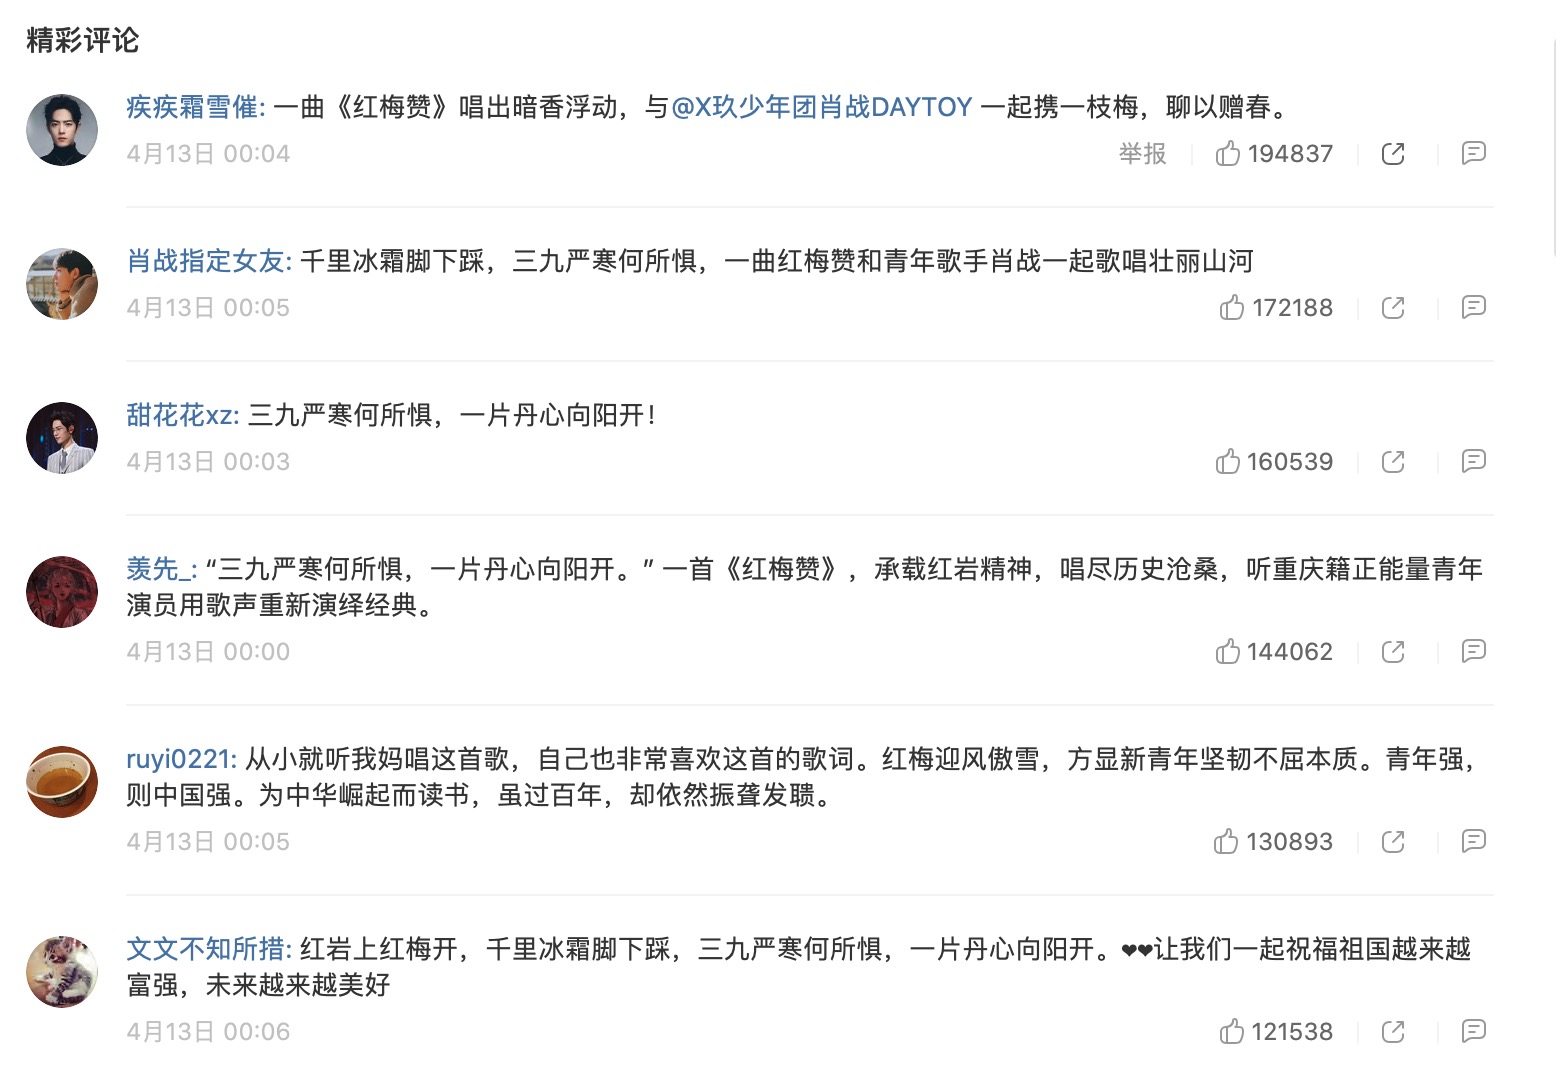 精彩评论
疾疾霜雪催: 一曲《红梅赞》唱出暗香浮动，与@X玖少年团肖战DAYTOY 一起携一枝梅，聊以赠春。
4月13日 00:04
举报 194837
肖战指定女友: 千里冰霜脚下踩，三九严寒何所惧，一曲红梅赞和青年歌手肖战一起歌唱壮丽山河
4月13日 00:05
172188
甜花花xz: 三九严寒何所惧，一片丹心向阳开！
4月13日 00:03
160539
羡先_: “三九严寒何所惧，一片丹心向阳开。” 一首《红梅赞》，承载红岩精神，唱尽历史沧桑，听重庆籍正能量青年
演员用歌声重新演绎经典。
4月13日 00:00
144062
ruyi0221: 从小就听我妈唱这首歌，自己也非常喜欢这首的歌词。红梅迎风傲雪，方显新青年坚韧不屈本质。青年强，
则中国强。为中华崛起而读书，虽过百年，却依然振聋发聩。
4月13日 00:05
130893
文文不知所措: 红岩上红梅开，千里冰霜脚下踩，三九严寒何所惧，一片丹心向阳开。❤❤让我们一起祝福祖国越来越
富强，未来越来越美好
4月13日 00:06
121538